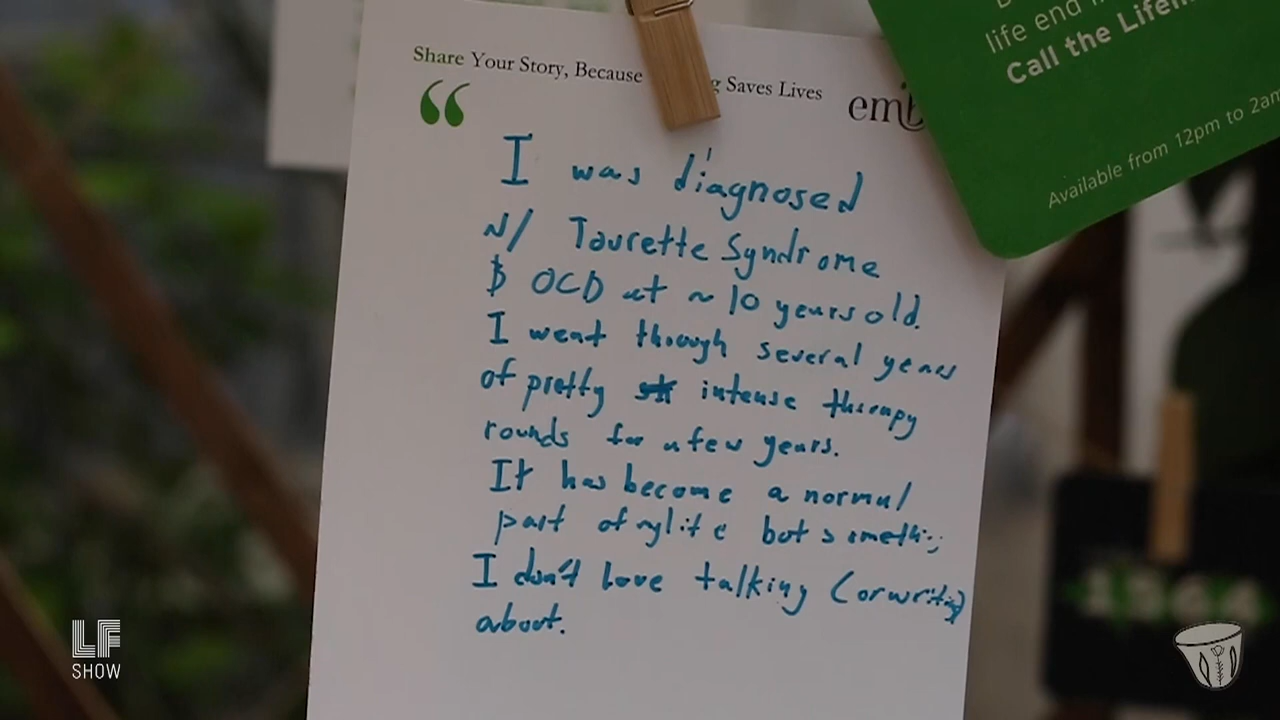 Share Your Story, Because Saves Lives
“
I was diagnosed
w/ Tourette Syndrome
& OCD at ~ 10 years old.
I went through several years
of pretty intense therapy
rounds for a few years.
It has become a normal
part of my life but something
I don't love talking (or writing)
about.
life end
Call the
Available from 12pm to 2am
LF
SHOW